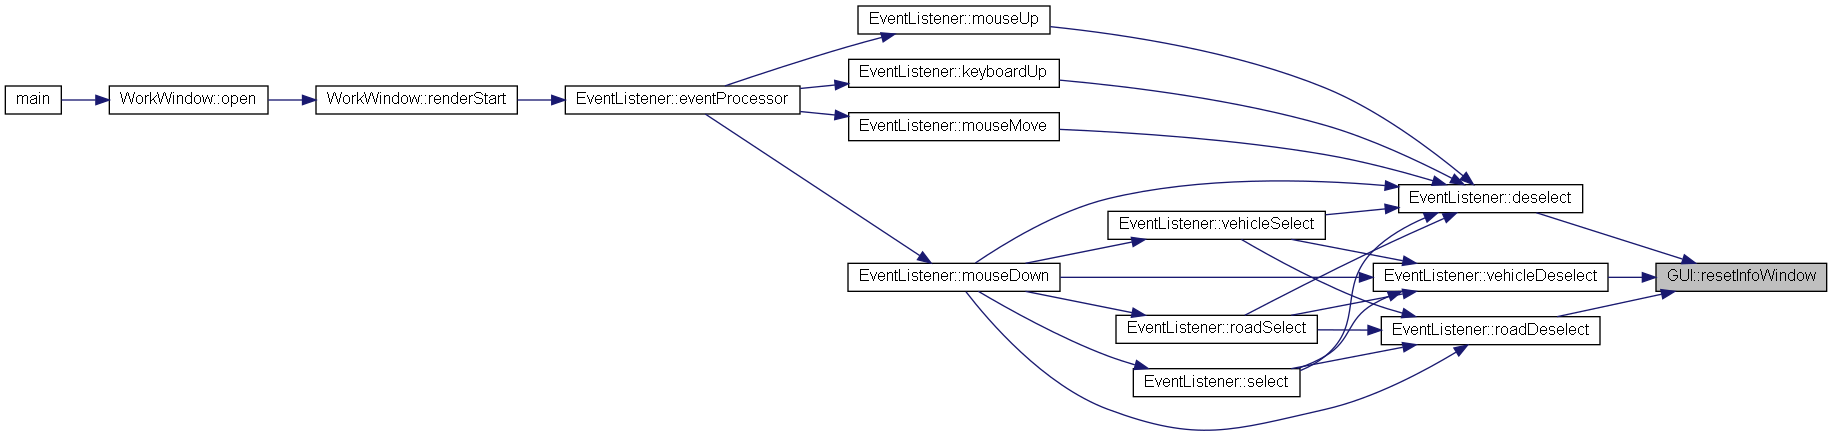 EventListener::mouseUp
EventListener::keyboardUp
main
WorkWindow::open
WorkWindow::renderStart
EventListener::eventProcessor
EventListener::mouseMove
EventListener::deselect
EventListener::vehicleSelect
EventListener::mouseDown
EventListener::vehicleDeselect
GUI::resetInfoWindow
EventListener::roadSelect
EventListener::roadDeselect
EventListener::select